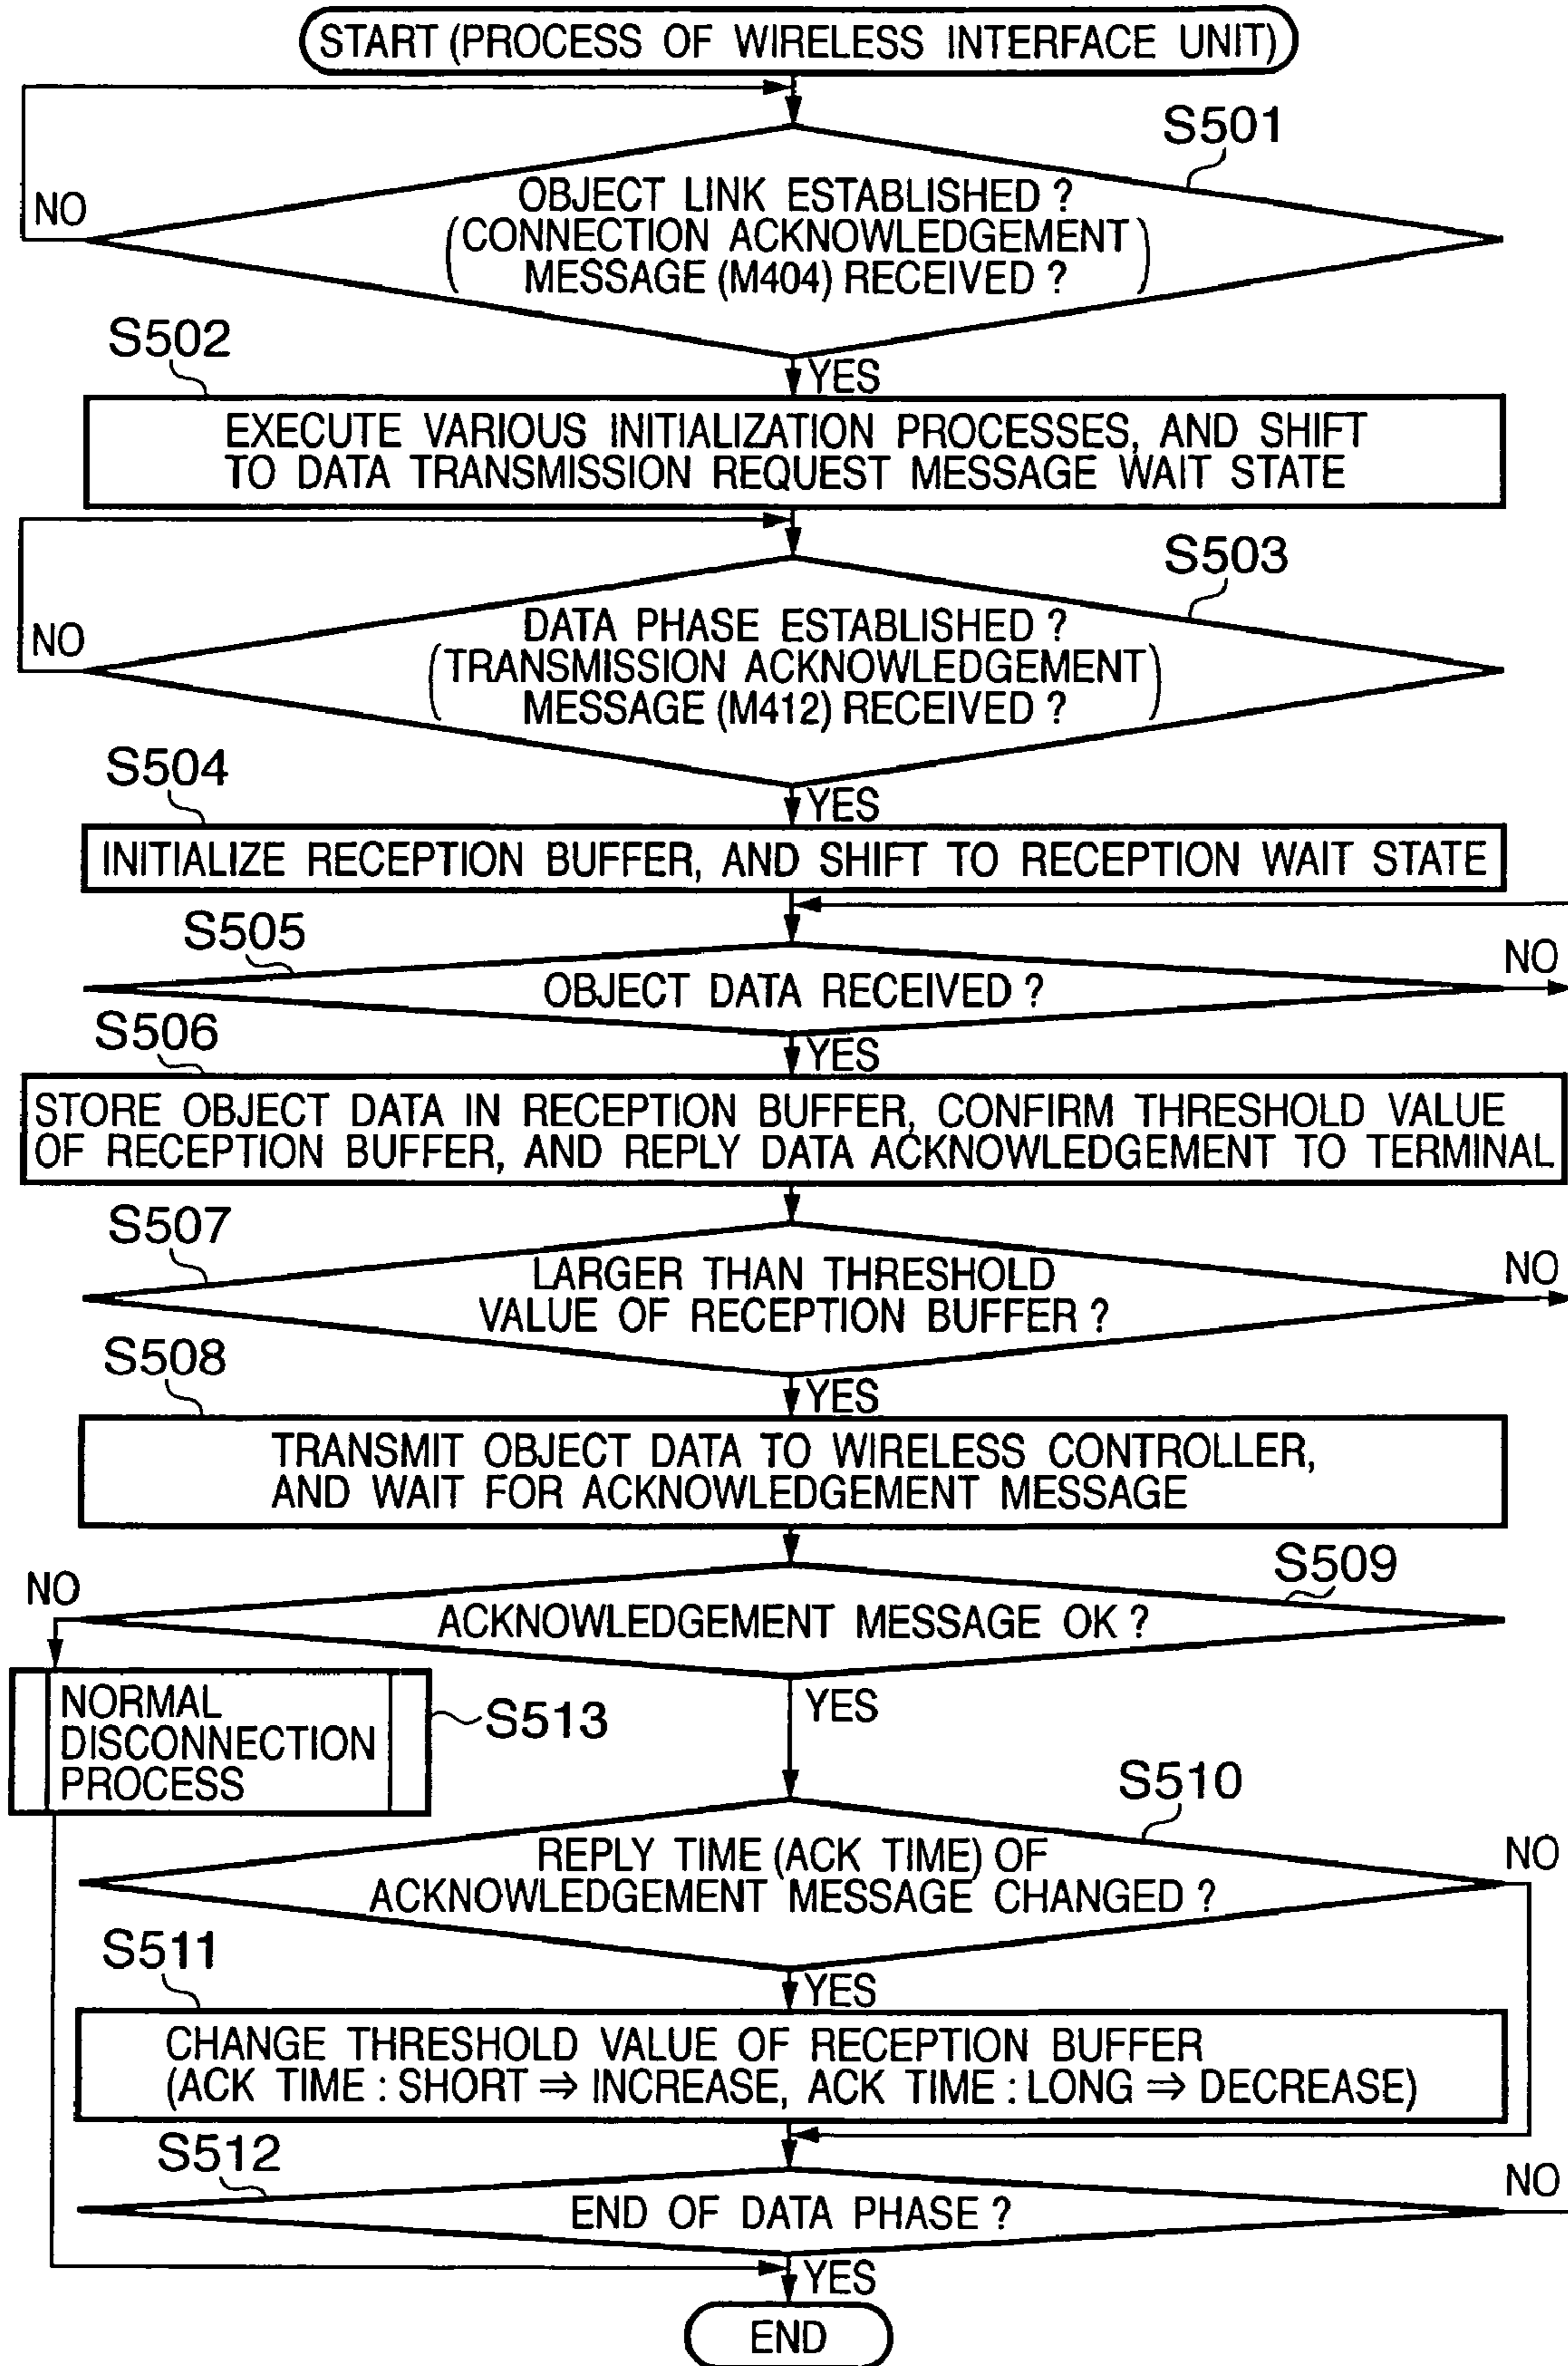 START (PROCESS OF WIRELESS INTERFACE UNIT)
S501
NO
OBJECT LINK ESTABLISHED ?
(CONNECTION ACKNOWLEDGEMENT
MESSAGE (M404) RECEIVED ?)
S502
YES
EXECUTE VARIOUS INITIALIZATION PROCESSES, AND SHIFT
TO DATA TRANSMISSION REQUEST MESSAGE WAIT STATE
S503
NO
DATA PHASE ESTABLISHED ?
(TRANSMISSION ACKNOWLEDGEMENT
MESSAGE (M412) RECEIVED ?)
S504
YES
INITIALIZE RECEPTION BUFFER, AND SHIFT TO RECEPTION WAIT STATE
S505
NO
OBJECT DATA RECEIVED ?
S506
YES
STORE OBJECT DATA IN RECEPTION BUFFER, CONFIRM THRESHOLD VALUE
OF RECEPTION BUFFER, AND REPLY DATA ACKNOWLEDGEMENT TO TERMINAL
S507
NO
LARGER THAN THRESHOLD
VALUE OF RECEPTION BUFFER ?
S508
YES
TRANSMIT OBJECT DATA TO WIRELESS CONTROLLER,
AND WAIT FOR ACKNOWLEDGEMENT MESSAGE
S509
NO
ACKNOWLEDGEMENT MESSAGE OK ?
YES
NORMAL
DISCONNECTION
PROCESS
S513
S510
NO
REPLY TIME (ACK TIME) OF
ACKNOWLEDGEMENT MESSAGE CHANGED ?
S511
YES
CHANGE THRESHOLD VALUE OF RECEPTION BUFFER
(ACK TIME : SHORT ⇒ INCREASE, ACK TIME : LONG ⇒ DECREASE)
S512
NO
END OF DATA PHASE ?
YES
END